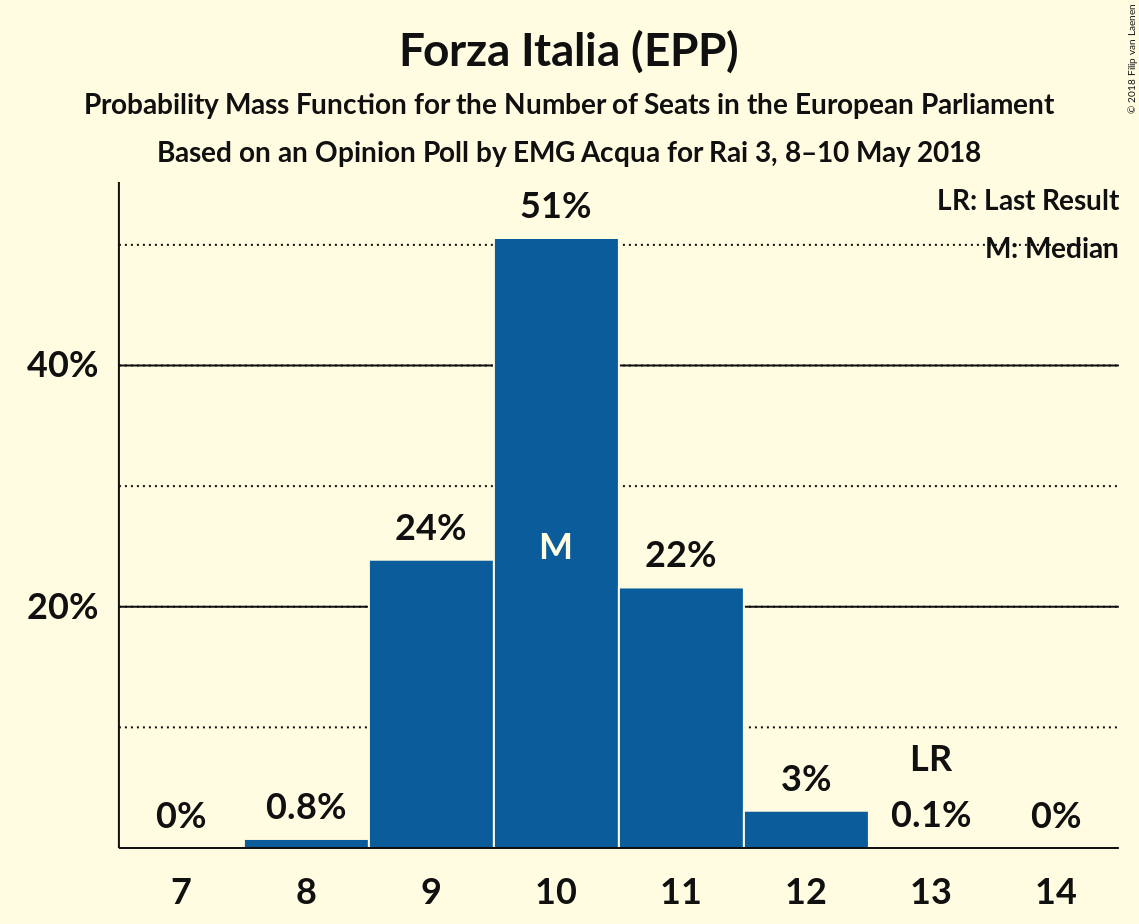 Forza Italia (EPP)
Probability Mass Function for the Number of Seats in the European Parliament
Based on an Opinion Poll by EMG Acqua for Rai 3, 8–10 May 2018
© 2018 Filip van Laenen
LR: Last Result
M: Median
51%
40%
24%
M
22%
20%
LR
3%
0%
0.8%
0.1%
0%
7 8 9 10 11 12 13 14